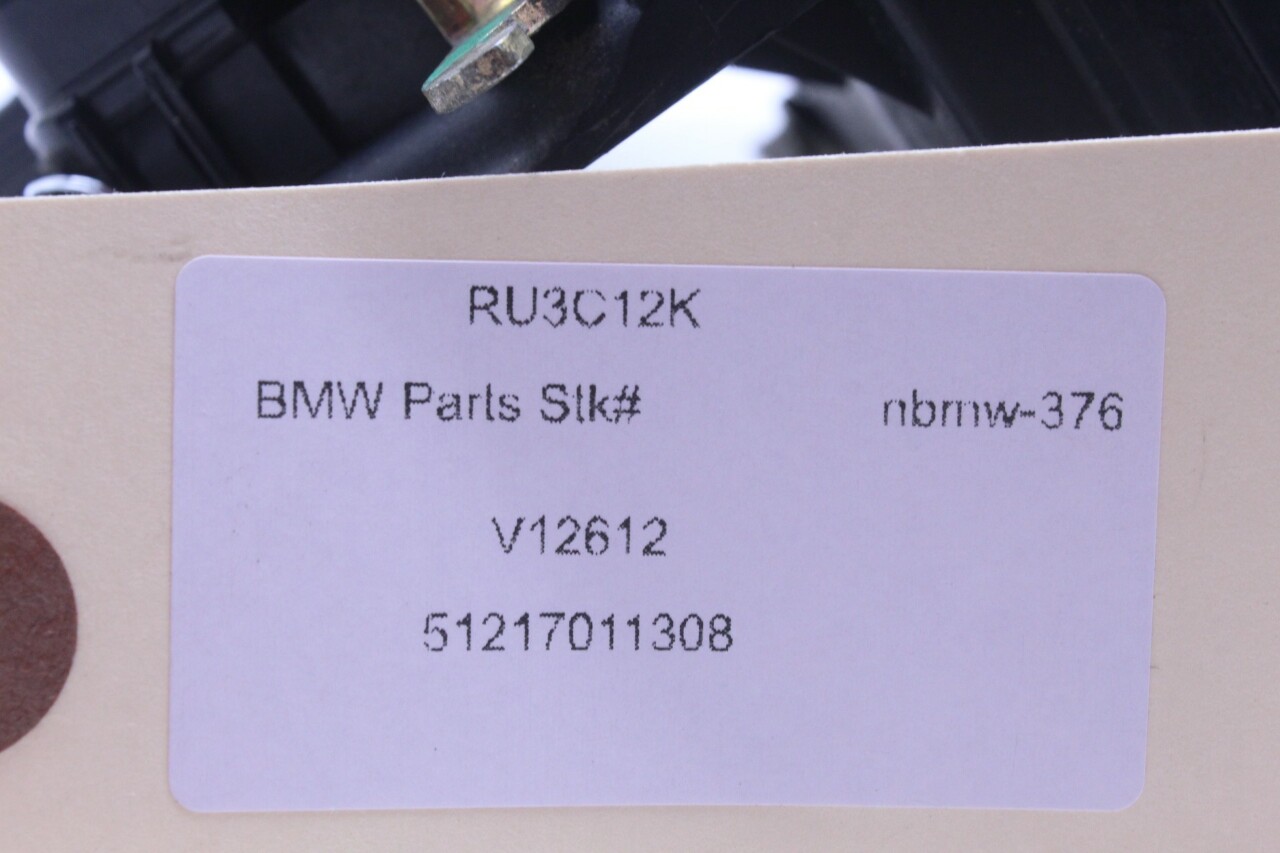 RU3C12K
BMW Parts Stk# nbmw-376
V12612
51217011308